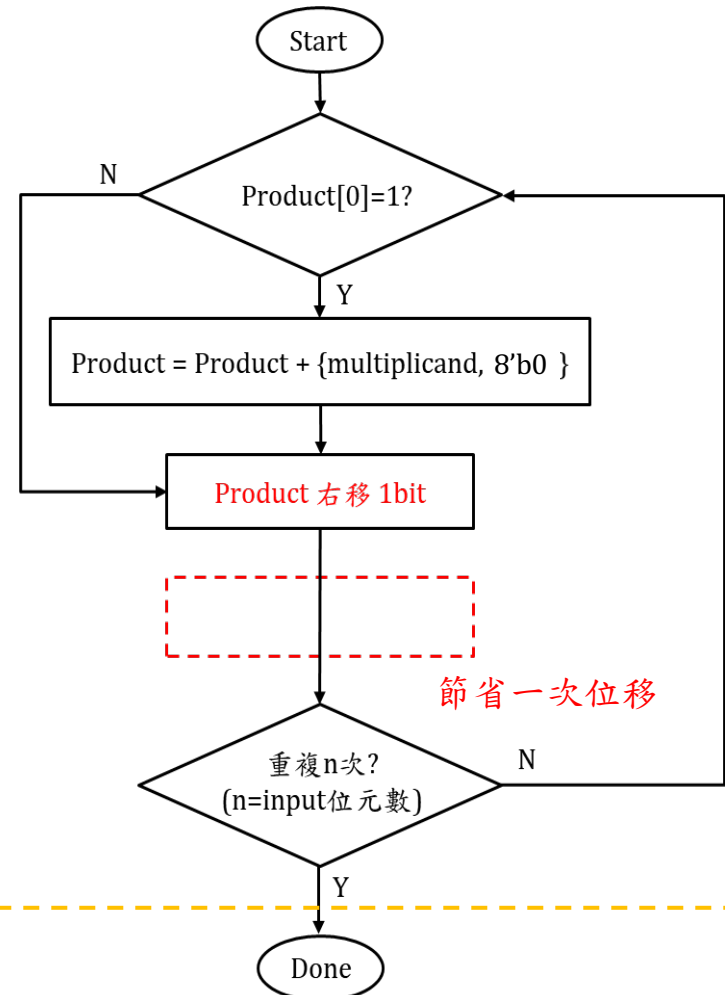 Start
N
Product[0]=1?
Y
Product = Product + {multiplicand, 8’b0 }
Product 右移 1bit
節省一次位移
重複n次?
(n=input位元數)
N
Y
Done